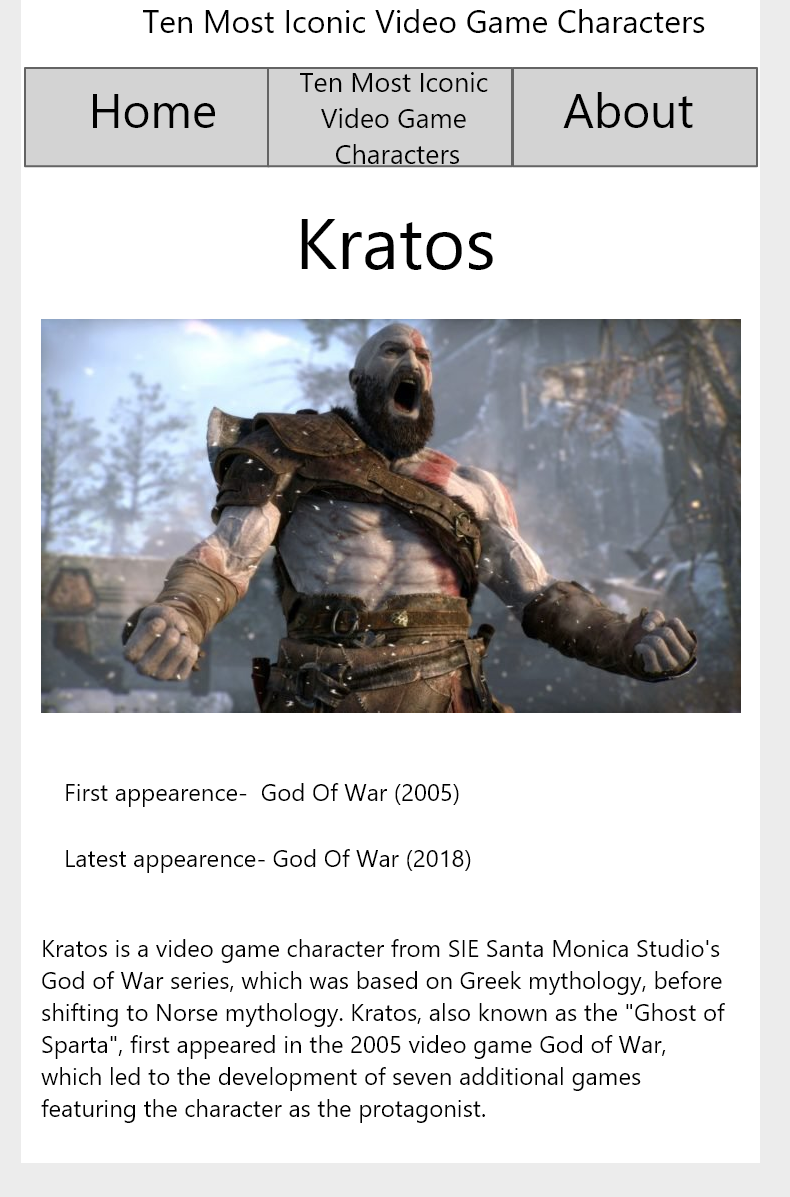 Ten Most Iconic Video Game Characters
Home
Ten Most Iconic
Video Game
Characters
About
Kratos
First appearence-  God Of War (2005)
Latest appearence- God Of War (2018)
Kratos is a video game character from SIE Santa Monica Studio's
God of War series, which was based on Greek mythology, before
shifting to Norse mythology. Kratos, also known as the "Ghost of
Sparta", first appeared in the 2005 video game God of War,
which led to the development of seven additional games
featuring the character as the protagonist.